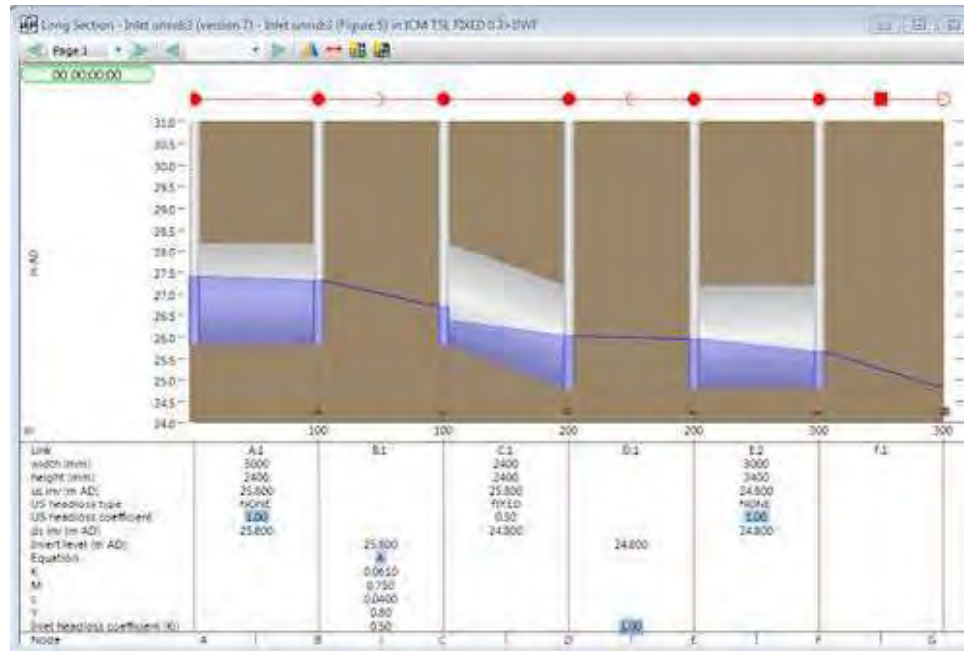 Long Section - Inlet unsub3 (version 7) - Inlet unsub3 (Figure 5) in ICM TSL FIXED 0.3>DWF
Page 1
00 00:00:00
31.0
30.5
30.0
29.5
29.0
28.5
28.0
27.5
27.0
26.5
26.0
25.5
25.0
24.5
24.0
m AD
m 100 100 200 200 300 300
Link A.1 B.1 C.1 D.1 E.1 F.1
width (mm) 3000 2400 3000
height (mm) 2400 2400 2400
us inv (m AD) 25.800 25.800 24.800
US headloss type NONE FIXED NONE
US headloss coefficient 1.00 0.50 1.00
ds inv (m AD) 25.800 24.800 24.800
Invert level (m AD) 25.800 24.800
Equation A
K 0.0610
M 0.750
c 0.0400
Y 0.80
Inlet headloss coefficient (Ki) 0.50 1.00
Node A B C D E F G